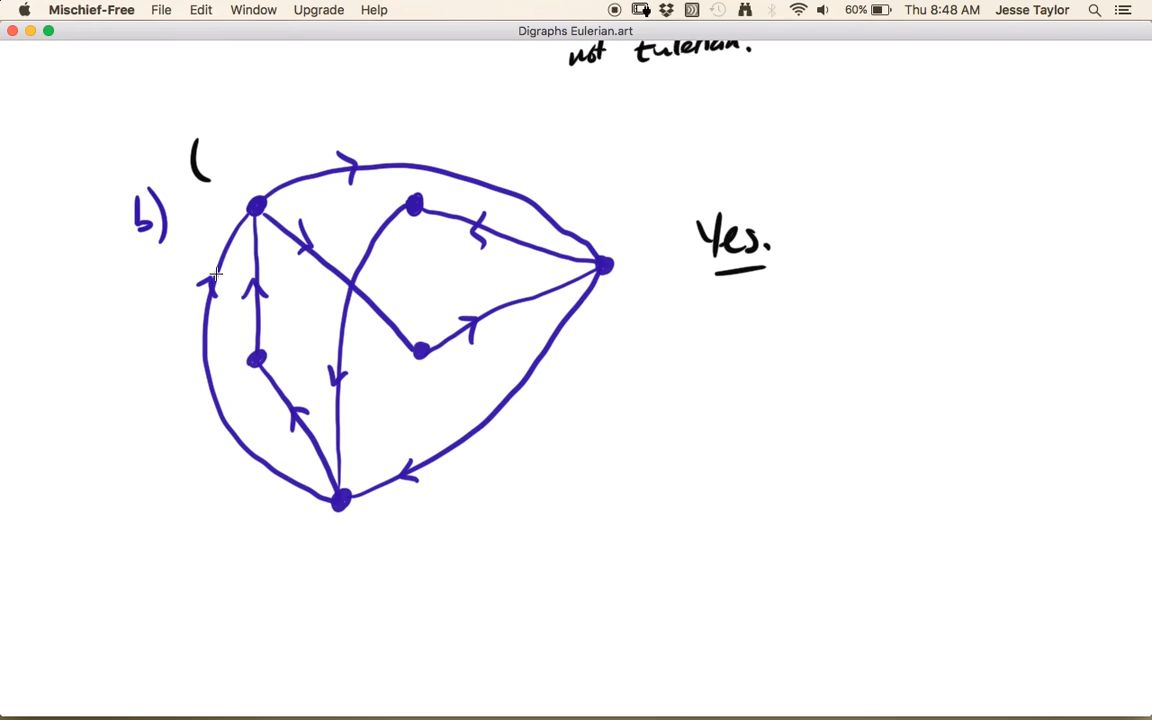 Mischief-Free File Edit View Window Upgrade Help 60% Thu 8:48 AM Jesse Taylor
Digraphs Eulerian.art
not Eulerian.
(
b)
Yes.